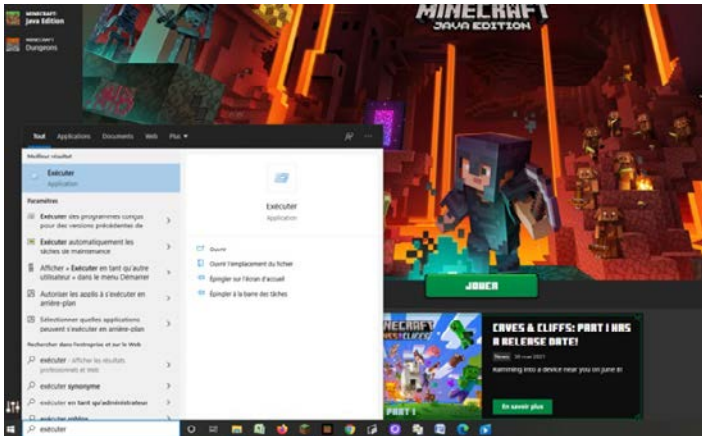 MINECRAFT:
Java Edition
MINECRAFT
Dungeons
MINECRAFT
JAVA EDITION
Tout Applications Documents Web Plus
Meilleur résultat
Exécuter
Application
Paramètres
Exécuter des programmes conçus
pour des versions précédentes de
Exécuter automatiquement les
tâches de maintenance
Afficher « Exécuter en tant qu'autre
utilisateur » dans le menu Démarrer
Autoriser les applis à s'exécuter en
arrière-plan
Sélectionner quelles applications
peuvent s'exécuter en arrière-plan
Rechercher dans l'entreprise et sur le Web
exécuter - Afficher les résultats
professionnels et Web
exécuter synonyme
exécuter en tant qu'administrateur
exécuter
Exécuter
Application
Ouvrir
Ouvrir l'emplacement du fichier
Épingler sur l'écran d'accueil
Épingler à la barre des tâches
JOUER
PART I
CAVES & CLIFFS: PART I HAS
A RELEASE DATE!
News
2021
Ramming into a device near you on June 8!
En savoir plus
exécuter